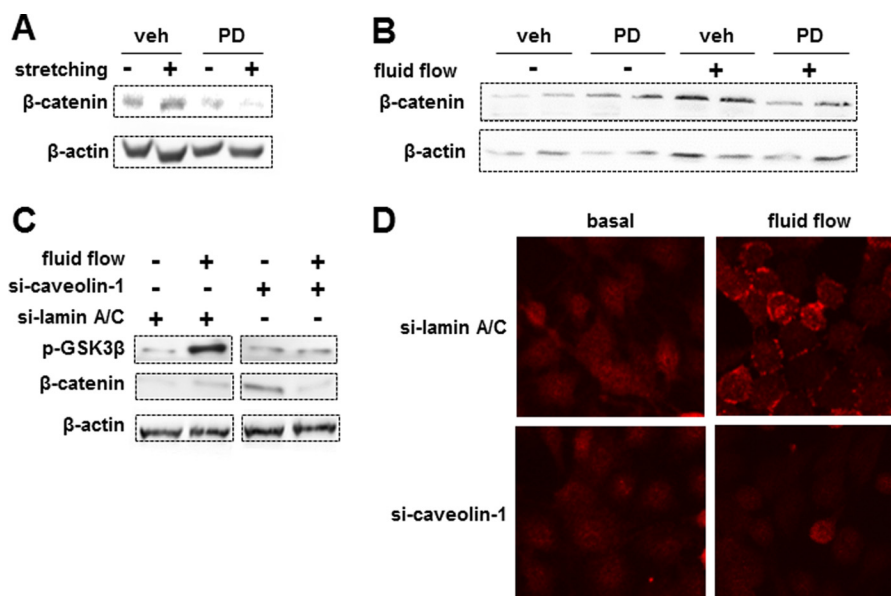 A
veh PD
stretching - + - +
β-catenin
β-actin
B
veh PD veh PD
fluid flow - - + +
β-catenin
β-actin
C
fluid flow - + - +
si-caveolin-1 - - + +
si-lamin A/C + + - -
p-GSK3β
β-catenin
β-actin
D
basal fluid flow
si-lamin A/C
si-caveolin-1